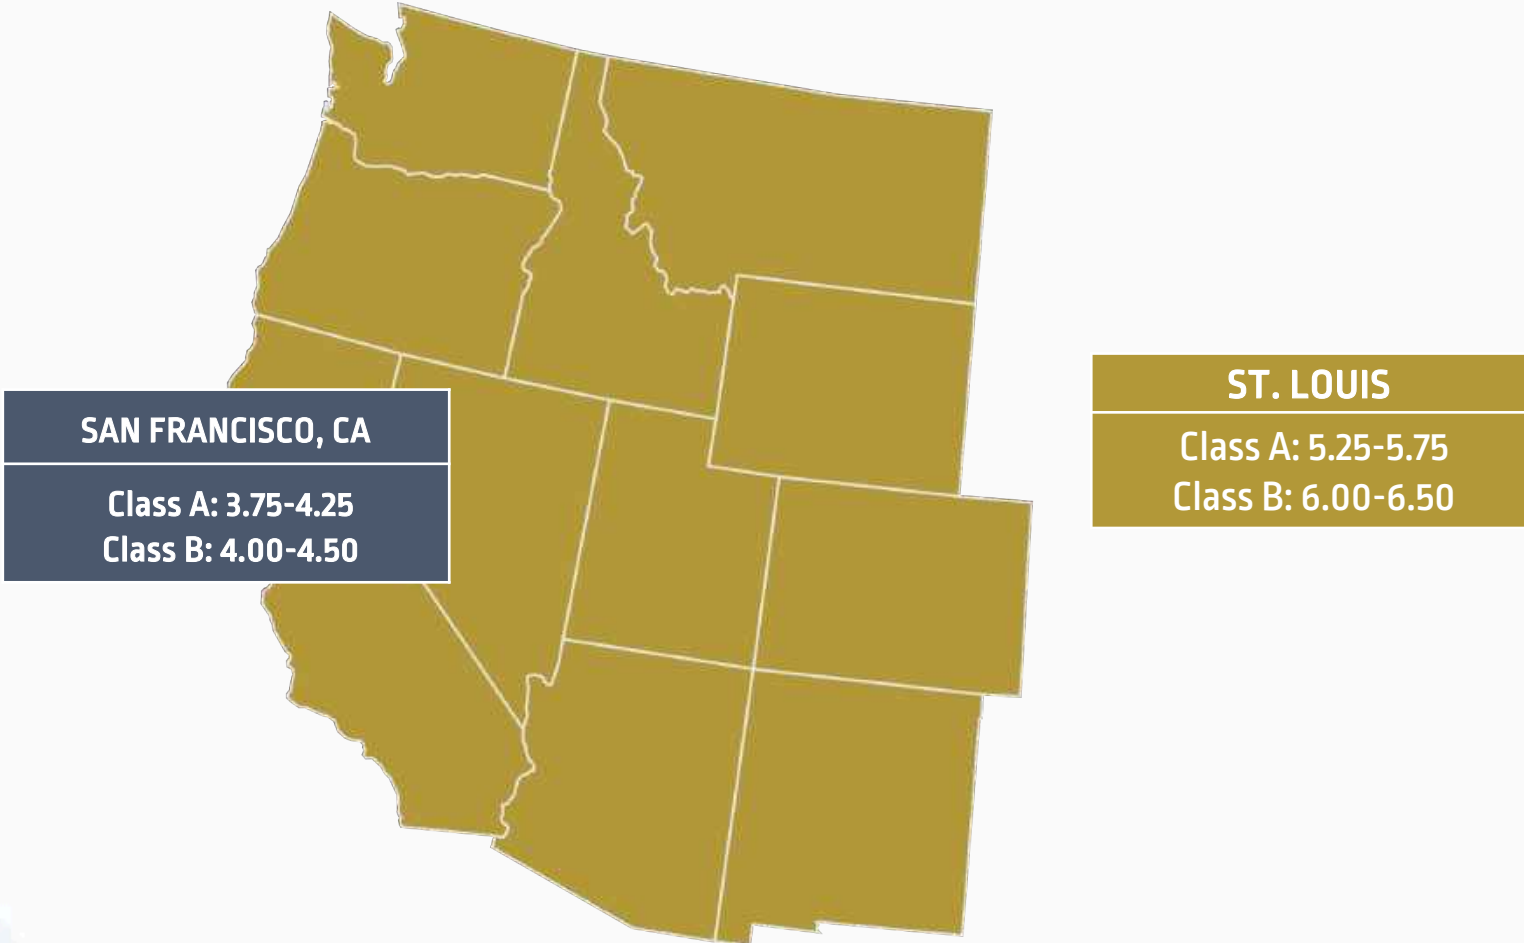 SAN FRANCISCO, CA
Class A: 3.75-4.25
Class B: 4.00-4.50
ST. LOUIS
Class A: 5.25-5.75
Class B: 6.00-6.50